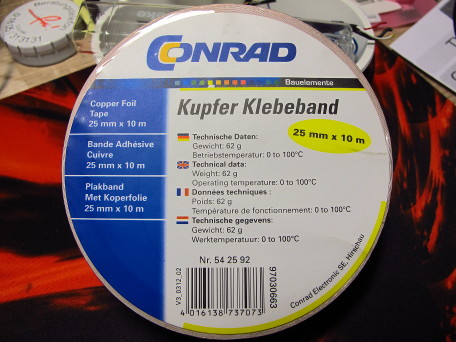 CONRAD
Bauelemente
Kupfer Klebeband
25 mm x 10 m
Copper Foil
Tape
25 mm x 10 m
Bande Adhésive
Cuivre
25 mm x 10 m
Plakband
Met Koperfolie
25 mm x 10 m
Technische Daten:
Gewicht: 62 g
Betriebstemperatur: 0 to 100°C
Technical data:
Weight: 62 g
Operating temperature: 0 to 100°C
Données techniques :
Poids: 62 g
Température de fonctionnement: 0 to 100°C
Technische gegevens:
Gewicht: 62 g
Werktemperatuur: 0 to 100°C
Nr. 54 25 92
V3_0312_02
4 016138 737073
97030663
Conrad Electronic SE, Hirschau